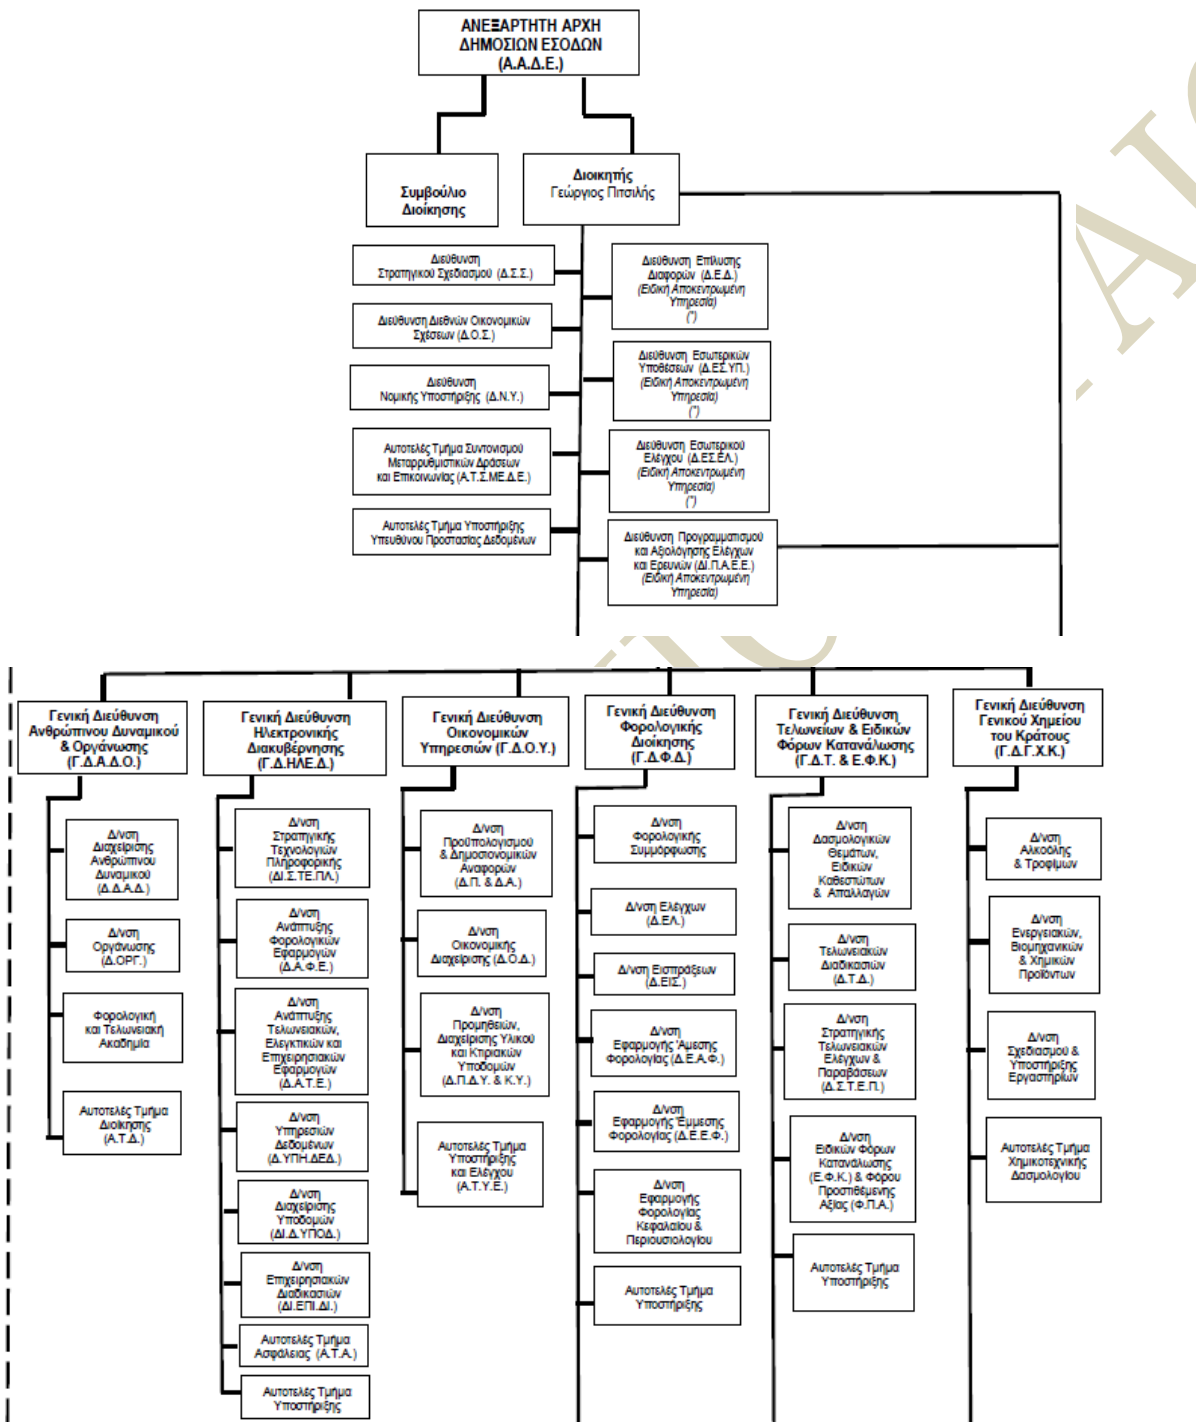 ΑΝΕΞΑΡΤΗΤΗ ΑΡΧΗ
ΔΗΜΟΣΙΩΝ ΕΣΟΔΩΝ
(Α.Α.Δ.Ε.)
Συμβούλιο
Διοίκησης
Διοικητής
Γεώργιος Πιτσιλής
Διεύθυνση
Στρατηγικού Σχεδιασμού (Δ.Σ.Σ.)
Διεύθυνση Διεθνών Οικονομικών
Σχέσεων (Δ.Ο.Σ.)
Διεύθυνση
Νομικής Υποστήριξης (Δ.Ν.Υ.)
Αυτοτελές Τμήμα Συντονισμού
Μεταρρυθμιστικών Δράσεων
και Επικοινωνίας (Α.Τ.Σ.ΜΕ.Δ.Ε.)
Αυτοτελές Τμήμα Υποστήριξης
Υπευθύνου Προστασίας Δεδομένων
Διεύθυνση Επίλυσης
Διαφορών (Δ.Ε.Δ.)
(Ειδική Αποκεντρωμένη
Υπηρεσία)
(*)
Διεύθυνση Εσωτερικών
Υποθέσεων (Δ.ΕΣ.ΥΠ.)
(Ειδική Αποκεντρωμένη
Υπηρεσία)
(*)
Διεύθυνση Εσωτερικού
Ελέγχου (Δ.ΕΣ.ΕΛ.)
(Ειδική Αποκεντρωμένη
Υπηρεσία)
(*)
Διεύθυνση Προγραμματισμού
και Αξιολόγησης Ελέγχων
και Ερευνών (ΔΙ.Π.Α.Ε.Ε.)
(Ειδική Αποκεντρωμένη
Υπηρεσία)
Γενική Διεύθυνση
Ανθρώπινου Δυναμικού
& Οργάνωσης
(Γ.Δ.Α.Δ.Ο.)
Δ/νση
Διαχείρισης
Ανθρώπινου
Δυναμικού
(Δ.Δ.Α.Δ.)
Δ/νση
Οργάνωσης
(Δ.ΟΡΓ.)
Φορολογική
και Τελωνειακή
Ακαδημία
Αυτοτελές Τμήμα
Διοίκησης
(Α.Τ.Δ.)
Γενική Διεύθυνση
Ηλεκτρονικής
Διακυβέρνησης
(Γ.Δ.ΗΛΕ.Δ.)
Δ/νση
Στρατηγικής
Τεχνολογιών
Πληροφορικής
(ΔΙ.Σ.ΤΕ.ΠΛ.)
Δ/νση
Ανάπτυξης
Φορολογικών
Εφαρμογών
(Δ.Α.Φ.Ε.)
Δ/νση
Ανάπτυξης
Τελωνειακών,
Ελεγκτικών και
Επιχειρησιακών
Εφαρμογών
(Δ.Α.Τ.Ε.)
Δ/νση
Υπηρεσιών
Δεδομένων
(Δ.ΥΠΗ.ΔΕΔ.)
Δ/νση
Διαχείρισης
Υποδομών
(ΔΙ.Δ.ΥΠΟΔ.)
Δ/νση
Επιχειρησιακών
Διαδικασιών
(ΔΙ.ΕΠΙ.ΔΙ.)
Αυτοτελές Τμήμα
Ασφάλειας (Α.Τ.Α.)
Αυτοτελές Τμήμα
Υποστήριξης
Γενική Διεύθυνση
Οικονομικών
Υπηρεσιών (Γ.Δ.Ο.Υ.)
Δ/νση
Προϋπολογισμού
& Δημοσιονομικών
Αναφορών
(Δ.Π. & Δ.Α.)
Δ/νση
Οικονομικής
Διαχείρισης (Δ.Ο.Δ.)
Δ/νση
Προμηθειών,
Διαχείρισης Υλικού
και Κτιριακών
Υποδομών
(Δ.Π.Δ.Υ. & Κ.Υ.)
Αυτοτελές Τμήμα
Υποστήριξης
και Ελέγχου
(Α.Τ.Υ.Ε.)
Γενική Διεύθυνση
Φορολογικής
Διοίκησης
(Γ.Δ.Φ.Δ.)
Δ/νση
Φορολογικής
Συμμόρφωσης
Δ/νση Ελέγχων
(Δ.ΕΛ.)
Δ/νση Εισπράξεων
(Δ.ΕΙΣ.)
Δ/νση
Εφαρμογής Άμεσης
Φορολογίας (Δ.Ε.Α.Φ.)
Δ/νση
Εφαρμογής Έμμεσης
Φορολογίας (Δ.Ε.Ε.Φ.)
Δ/νση
Εφαρμογής
Φορολογίας
Κεφαλαίου &
Περιουσιολογίου
Αυτοτελές Τμήμα
Υποστήριξης
Γενική Διεύθυνση
Τελωνείων & Ειδικών
Φόρων Κατανάλωσης
(Γ.Δ.Τ. & Ε.Φ.Κ.)
Δ/νση
Δασμολογικών
Θεμάτων,
Ειδικών
Καθεστώτων
& Απαλλαγών
Δ/νση
Τελωνειακών
Διαδικασιών
(Δ.Τ.Δ.)
Δ/νση
Στρατηγικής
Τελωνειακών
Ελέγχων &
Παραβάσεων
(Δ.Σ.Τ.Ε.Π.)
Δ/νση
Ειδικών Φόρων
Κατανάλωσης
(Ε.Φ.Κ.) & Φόρου
Προστιθέμενης
Αξίας (Φ.Π.Α.)
Αυτοτελές Τμήμα
Υποστήριξης
Γενική Διεύθυνση
Γενικού Χημείου
του Κράτους
(Γ.Δ.Γ.Χ.Κ.)
Δ/νση
Αλκοόλης
& Τροφίμων
Δ/νση
Ενεργειακών,
Βιομηχανικών
& Χημικών
Προϊόντων
Δ/νση
Σχεδιασμού &
Υποστήριξης
Εργαστηρίων
Αυτοτελές Τμήμα
Χημικοτεχνικής
Δασμολογίου